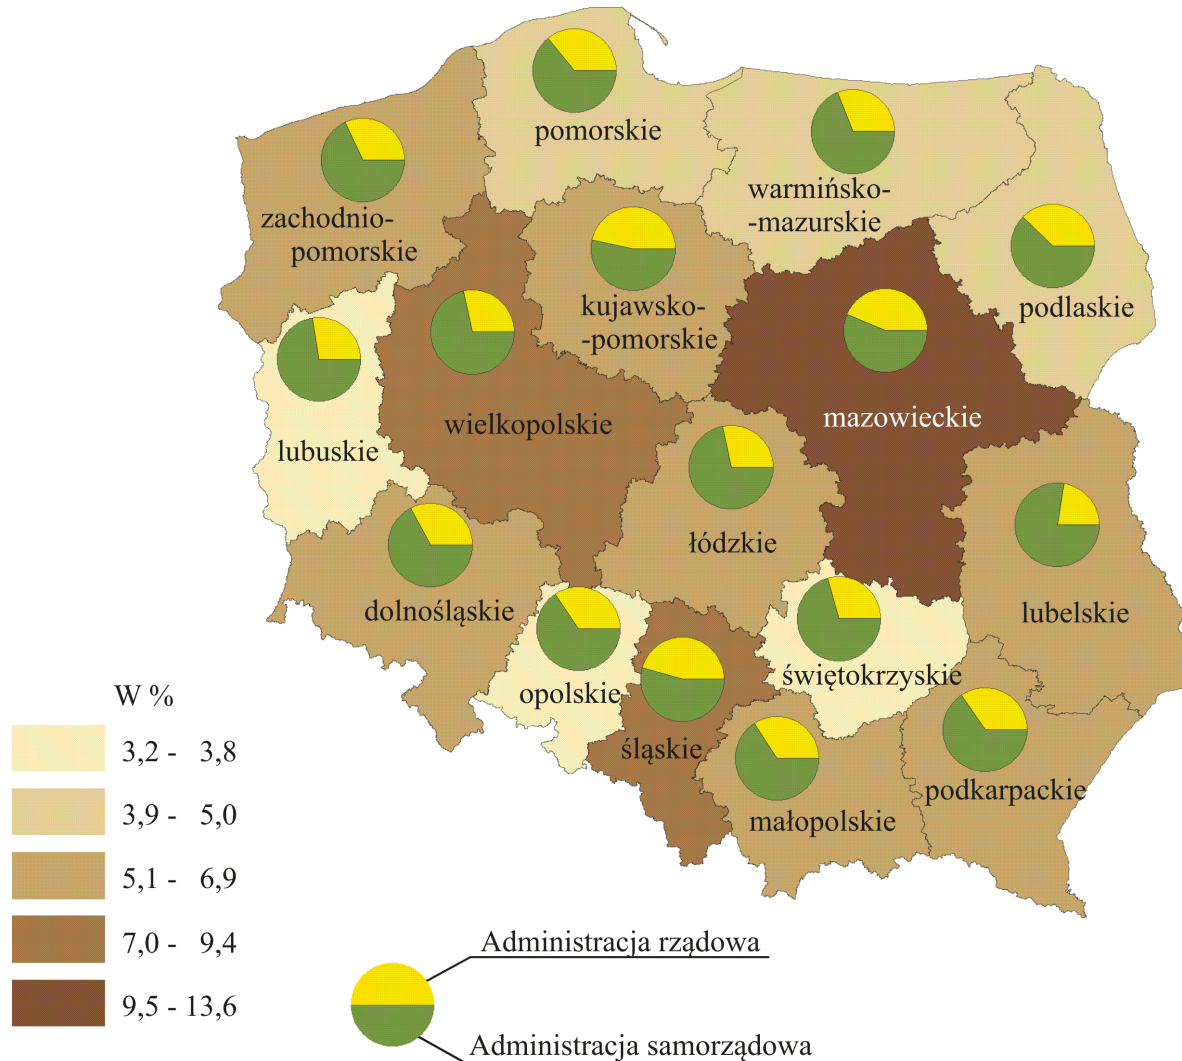 pomorskie
zachodnio-
pomorskie
warmińsko-
-mazurskie
kujawsko-
-pomorskie
podlaskie
lubuskie
wielkopolskie
mazowieckie
łódzkie
dolnośląskie
lubelskie
opolskie
świętokrzyskie
śląskie
małopolskie
podkarpackie
W %
3,2 - 3,8
3,9 - 5,0
5,1 - 6,9
7,0 - 9,4
9,5 - 13,6
Administracja rządowa
Administracja samorządowa